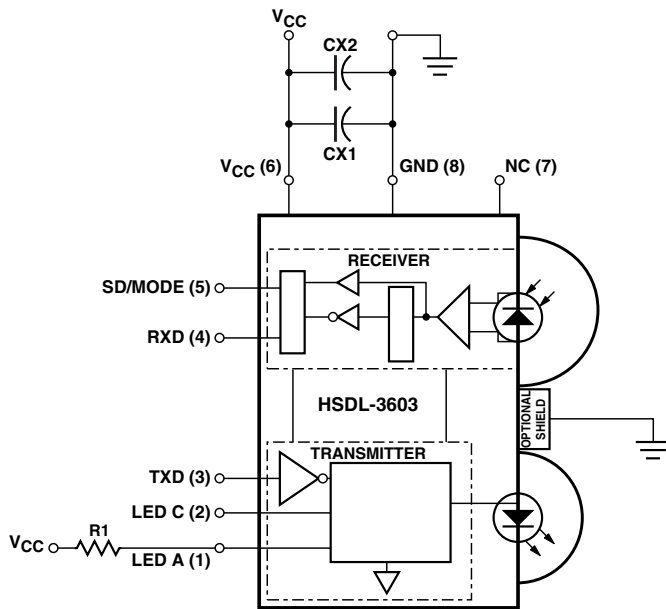 VCC
CX2
CX1
VCC (6)
GND (8)
NC (7)
RECEIVER
SD/MODE (5)
RXD (4)
HSDL-3603
OPTIONAL
SHIELD
TRANSMITTER
TXD (3)
LED C (2)
R1
VCC
LED A (1)